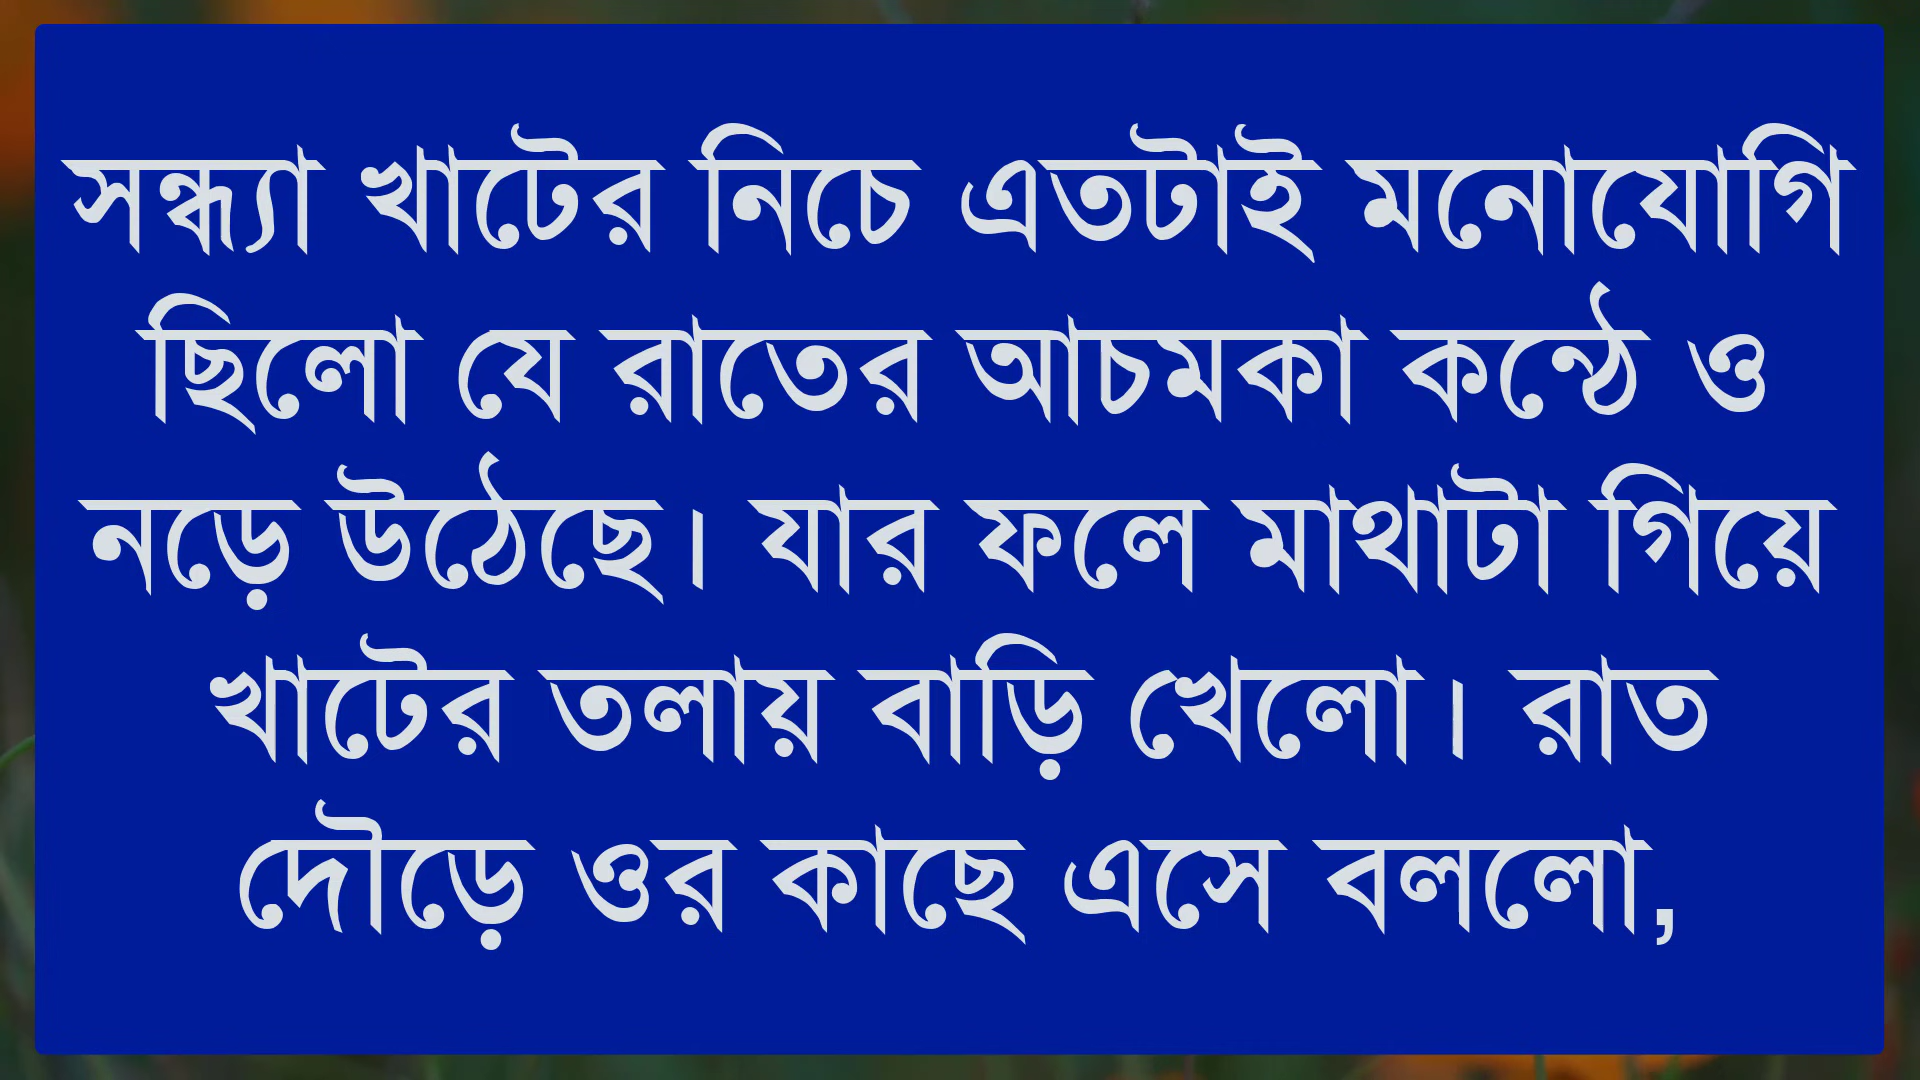 সন্ধ্যা খাটের নিচে এতটাই মনোযোগি
ছিলো যে রাতের আচমকা কন্ঠে ও
নড়ে উঠেছে। যার ফলে মাথাটা গিয়ে
খাটের তলায় বাড়ি খেলো। রাত
দৌড়ে ওর কাছে এসে বললো,